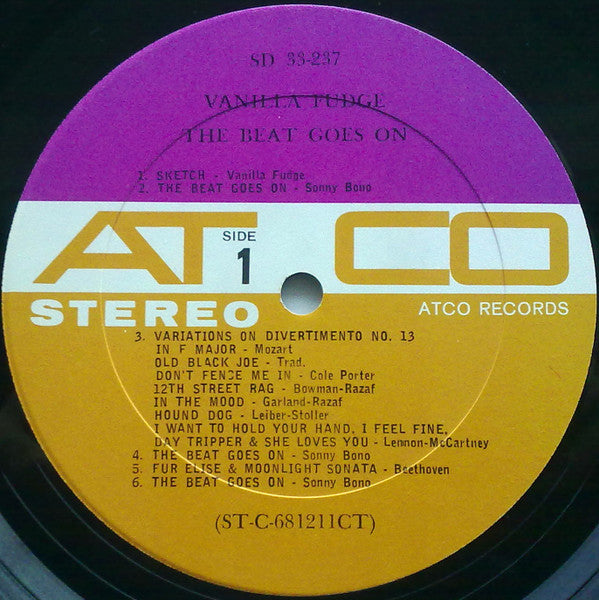 SD 33-237
VANILLA FUDGE
THE BEAT GOES ON
1. SKETCH - Vanilla Fudge
2. THE BEAT GOES ON - Sonny Bono
ATCO
SIDE
1
STEREO
ATCO RECORDS
3. VARIATIONS ON DIVERTIMENTO NO. 13
IN F MAJOR - Mozart
OLD BLACK JOE - Trad.
DON'T FENCE ME IN - Cole Porter
12TH STREET RAG - Bowman-Razaf
IN THE MOOD - Garland-Razaf
HOUND DOG - Leiber-Stoller
I WANT TO HOLD YOUR HAND, I FEEL FINE,
DAY TRIPPER & SHE LOVES YOU - Lennon-McCartney
4. THE BEAT GOES ON - Sonny Bono
5. FUR ELISE & MOONLIGHT SONATA - Beethoven
6. THE BEAT GOES ON - Sonny Bono
(ST-C-681211CT)